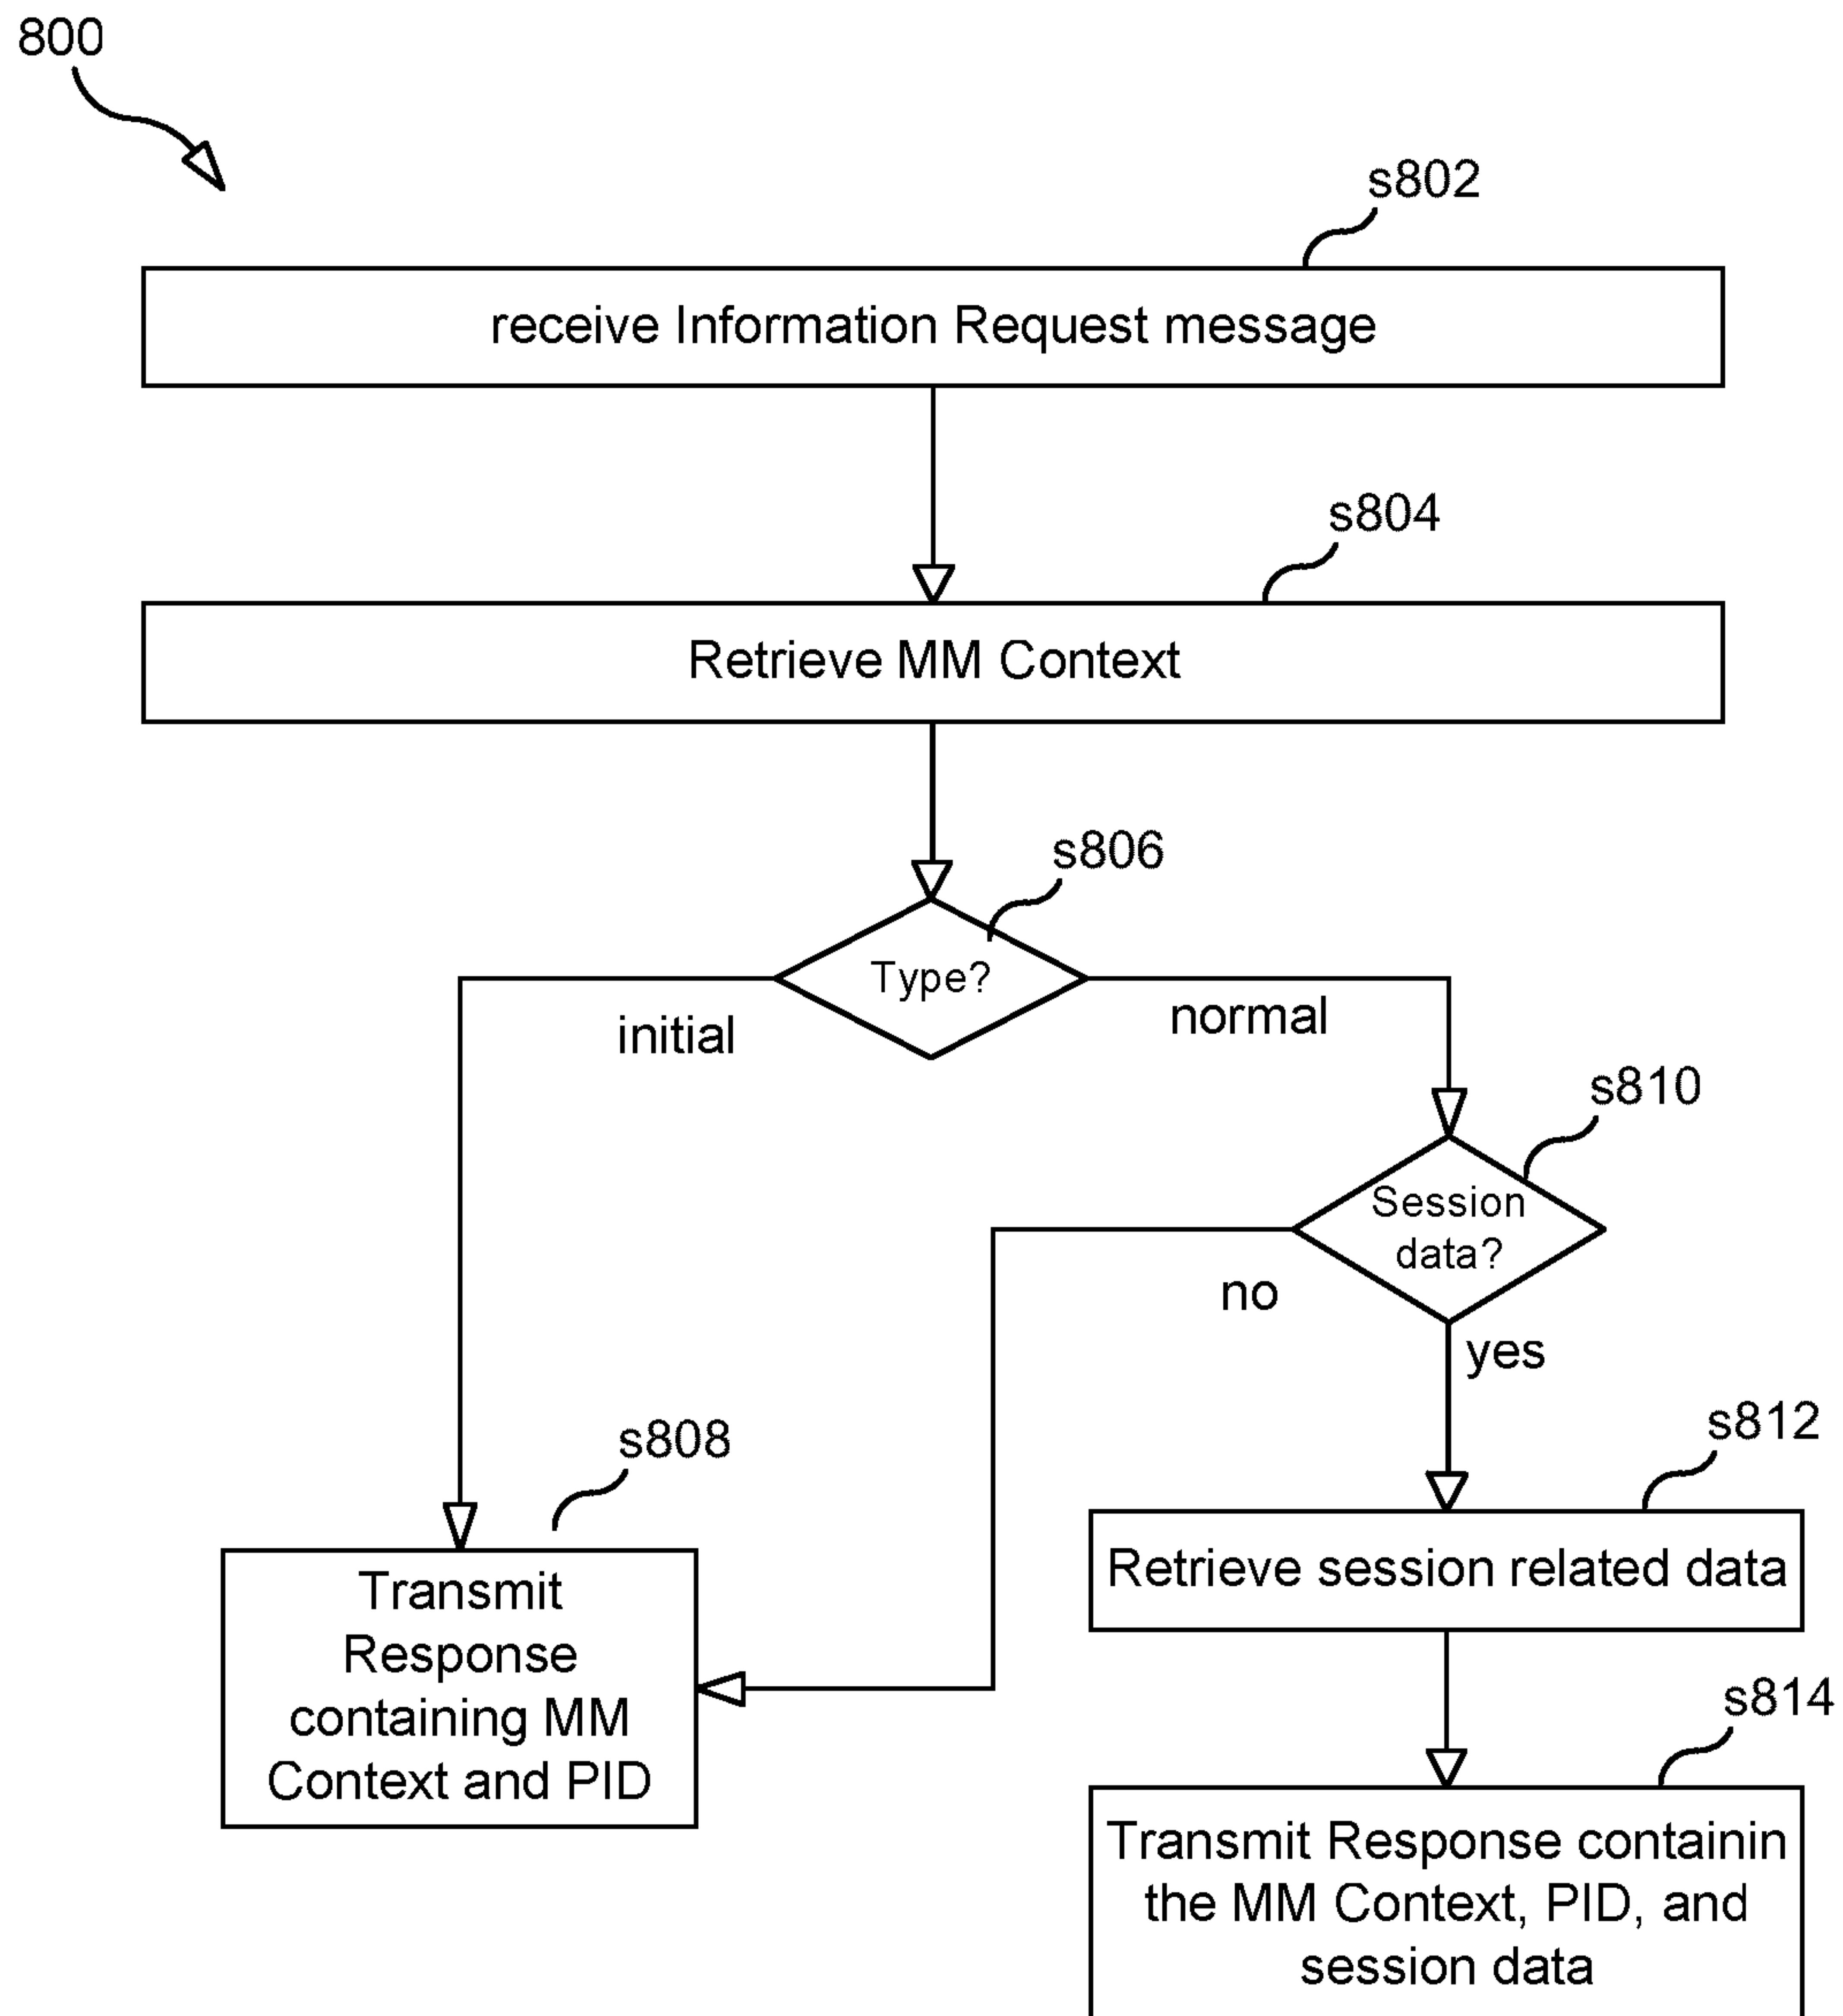 800
s802
receive Information Request message
s804
Retrieve MM Context
s806
Type?
initial
normal
s810
Session
data?
no
yes
s812
Retrieve session related data
s808
Transmit
Response
containing MM
Context and PID
s814
Transmit Response containin
the MM Context, PID, and
session data